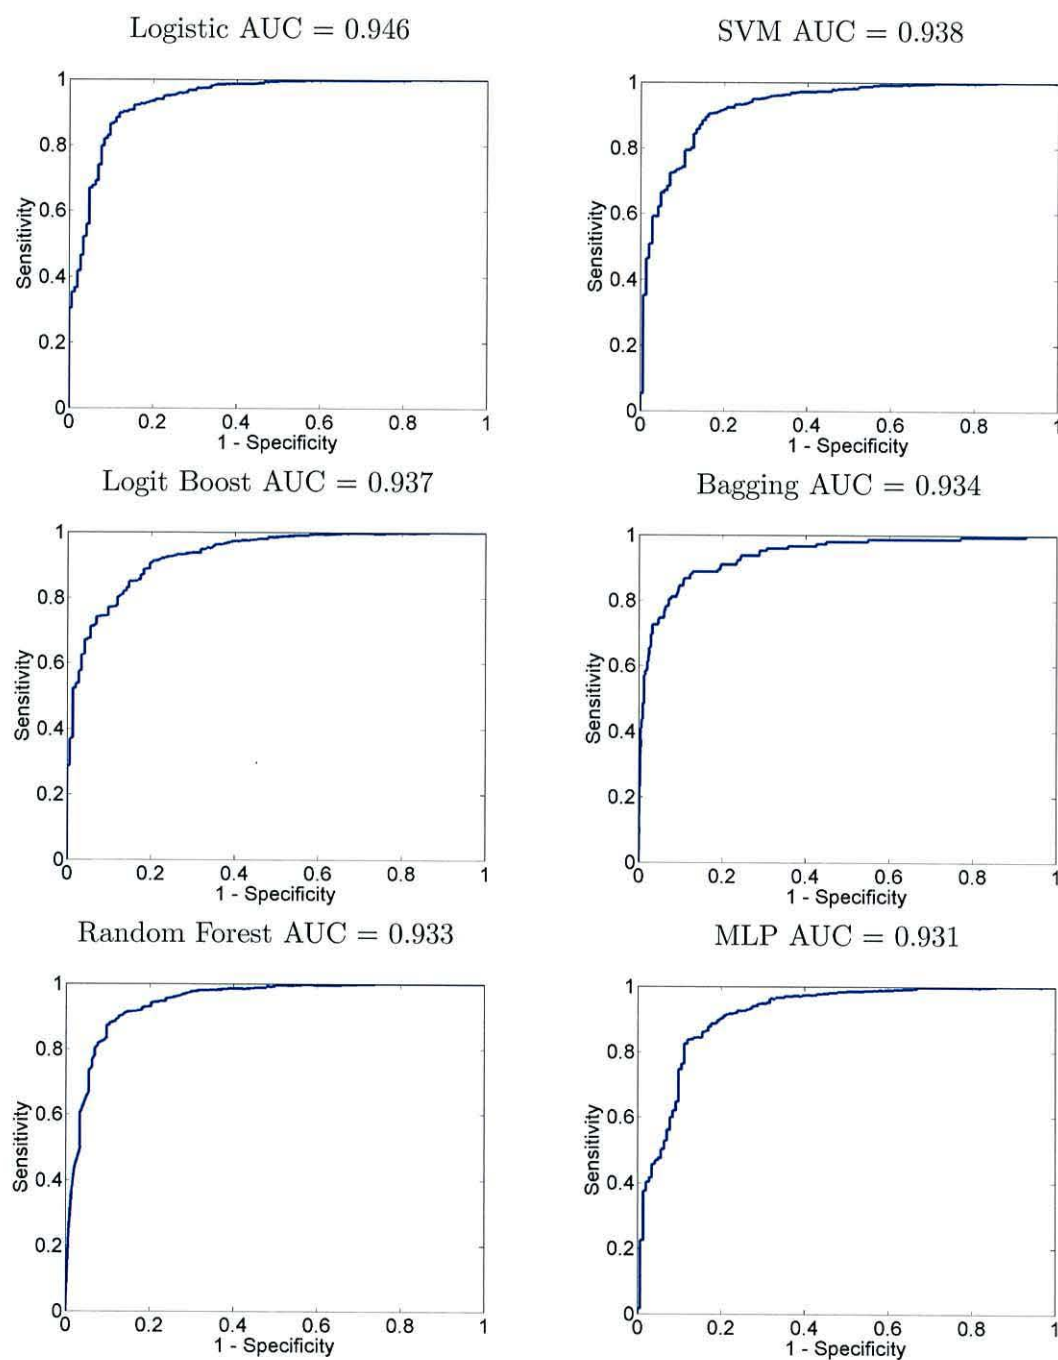 Logistic AUC = 0.946
1
0.8
0.6
0.4
0.2
0
Sensitivity
0 0.2 0.4 0.6 0.8 1
1 - Specificity
SVM AUC = 0.938
1
0.8
0.6
0.4
0.2
0
Sensitivity
0 0.2 0.4 0.6 0.8 1
1 - Specificity
Logit Boost AUC = 0.937
1
0.8
0.6
0.4
0.2
0
Sensitivity
0 0.2 0.4 0.6 0.8 1
1 - Specificity
Bagging AUC = 0.934
1
0.8
0.6
0.4
0.2
0
Sensitivity
0 0.2 0.4 0.6 0.8 1
1 - Specificity
Random Forest AUC = 0.933
1
0.8
0.6
0.4
0.2
0
Sensitivity
0 0.2 0.4 0.6 0.8 1
1 - Specificity
MLP AUC = 0.931
1
0.8
0.6
0.4
0.2
0
Sensitivity
0 0.2 0.4 0.6 0.8 1
1 - Specificity